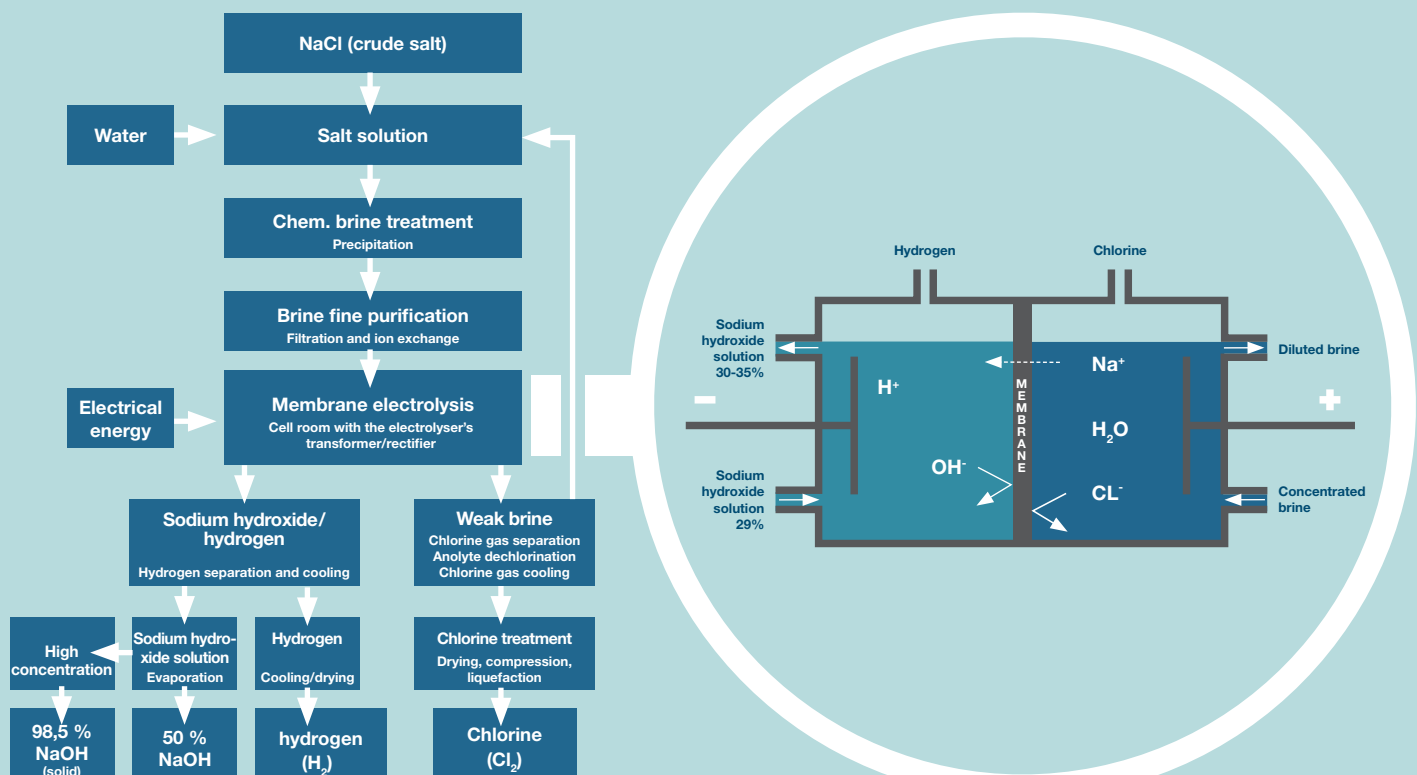 NaCl (crude salt)
Water
Salt solution
Chem. brine treatment
Precipitation
Brine fine purification
Filtration and ion exchange
Electrical
energy
Membrane electrolysis
Cell room with the electrolyser's
transformer/rectifier
Sodium hydroxide/
hydrogen
Hydrogen separation and cooling
Weak brine
Chlorine gas separation
Anolyte dechlorination
Chlorine gas cooling
High
concentration
Sodium hydro-
xide solution
Evaporation
Hydrogen
Cooling/drying
Chlorine treatment
Drying, compression,
liquefaction
98,5 %
NaOH
(solid)
50 %
NaOH
hydrogen
(H₂)
Chlorine
(Cl₂)
Hydrogen
Chlorine
Sodium
hydroxide
solution
30-35%
Diluted brine
H⁺
Na⁺
−
+
MEMBRANE
H₂O
OH⁻
CL⁻
Sodium
hydroxide
solution
29%
Concentrated
brine